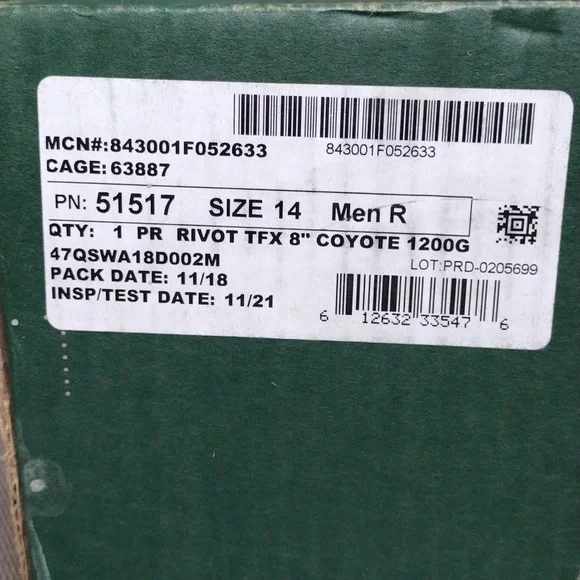 843001F052633
MCN#:843001F052633
CAGE: 63887
PN: 51517 SIZE 14 Men R
QTY: 1 PR RIVOT TFX 8" COYOTE 1200G
47QSWA18D002M
LOT:PRD-0205699
PACK DATE: 11/18
INSP/TEST DATE: 11/21
6 12632 33547 6